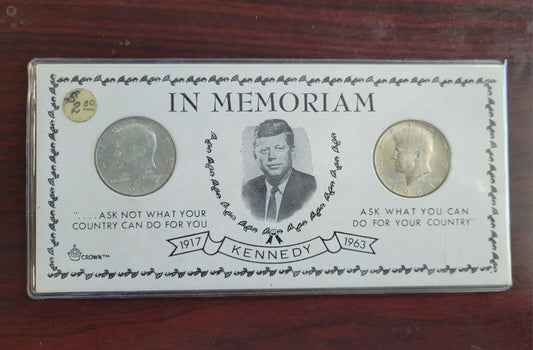 $2.00
IN MEMORIAM
"....ASK NOT WHAT YOUR
COUNTRY CAN DO FOR YOU
ASK WHAT YOU CAN
DO FOR YOUR COUNTRY"
1917 KENNEDY 1963
CROWN™